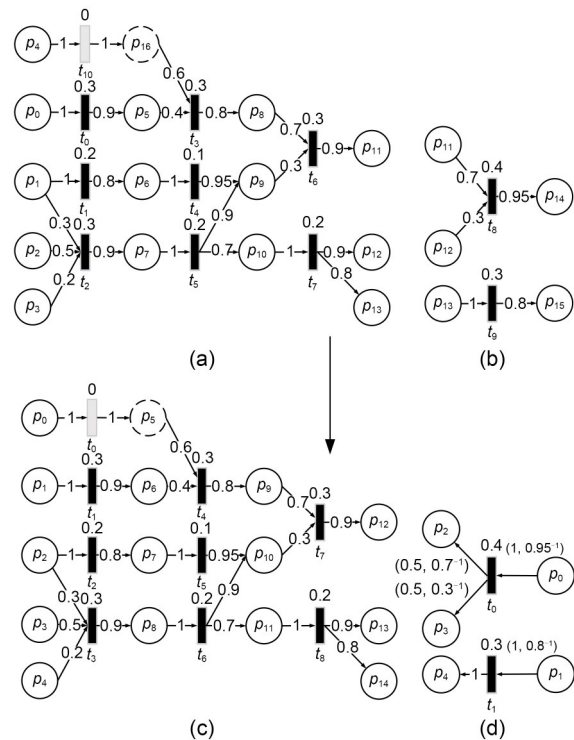 0
p4 1 1 p16
t10 0.6
0.3 0.3
p0 1 0.9 p5 0.4 0.8 p8
t0 t3 0.7 0.3
0.2 0.1 0.9 p11
p1 1 0.8 p6 1 0.95 p9 0.3 t6
t1 t4
0.3 0.3 0.2 0.9 0.2
p2 0.5 0.9 p7 1 0.7 p10 1 0.9 p12
0.2 t2 t5 t7 0.8
p3 p13
(a)
p11
0.7 0.4
0.95 p14
0.3 t8
p12
0.3
p13 1 0.8 p15
t9
(b)
0
p0 1 1 p5
t0 0.6
0.3 0.3
p1 1 0.9 p6 0.4 0.8 p9
t1 t4 0.7 0.3
0.2 0.1 0.9 p12
p2 1 0.8 p7 1 0.95 p10 0.3 t7
t2 t5
0.3 0.3 0.2 0.9 0.2
p3 0.5 0.9 p8 1 0.7 p11 1 0.9 p13
0.2 t3 t6 t8 0.8
p4 p14
(c)
p2
0.4 (1, 0.95⁻¹)
(0.5, 0.7⁻¹) p0
(0.5, 0.3⁻¹)
t0
p3
0.3 (1, 0.8⁻¹)
p4 1 p1
t1
(d)